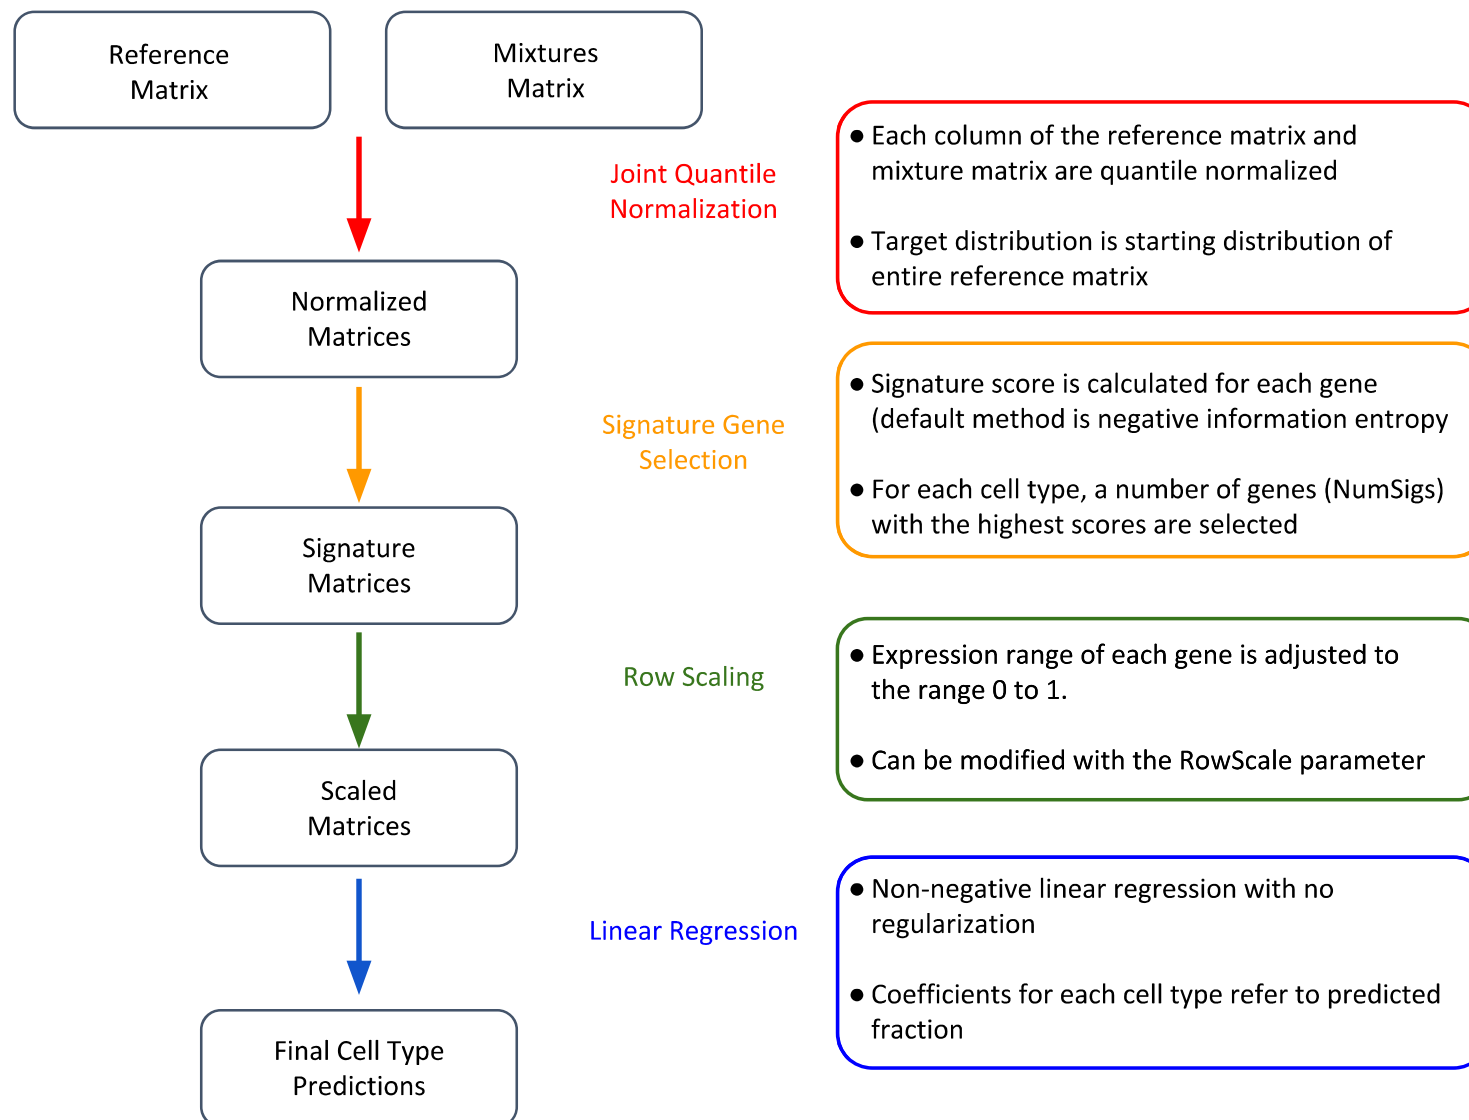 Reference
Matrix
Mixtures
Matrix
Joint Quantile
Normalization
● Each column of the reference matrix and
mixture matrix are quantile normalized
● Target distribution is starting distribution of
entire reference matrix
Normalized
Matrices
Signature Gene
Selection
● Signature score is calculated for each gene
(default method is negative information entropy
● For each cell type, a number of genes (NumSigs)
with the highest scores are selected
Signature
Matrices
Row Scaling
● Expression range of each gene is adjusted to
the range 0 to 1.
● Can be modified with the RowScale parameter
Scaled
Matrices
Linear Regression
● Non-negative linear regression with no
regularization
● Coefficients for each cell type refer to predicted
fraction
Final Cell Type
Predictions